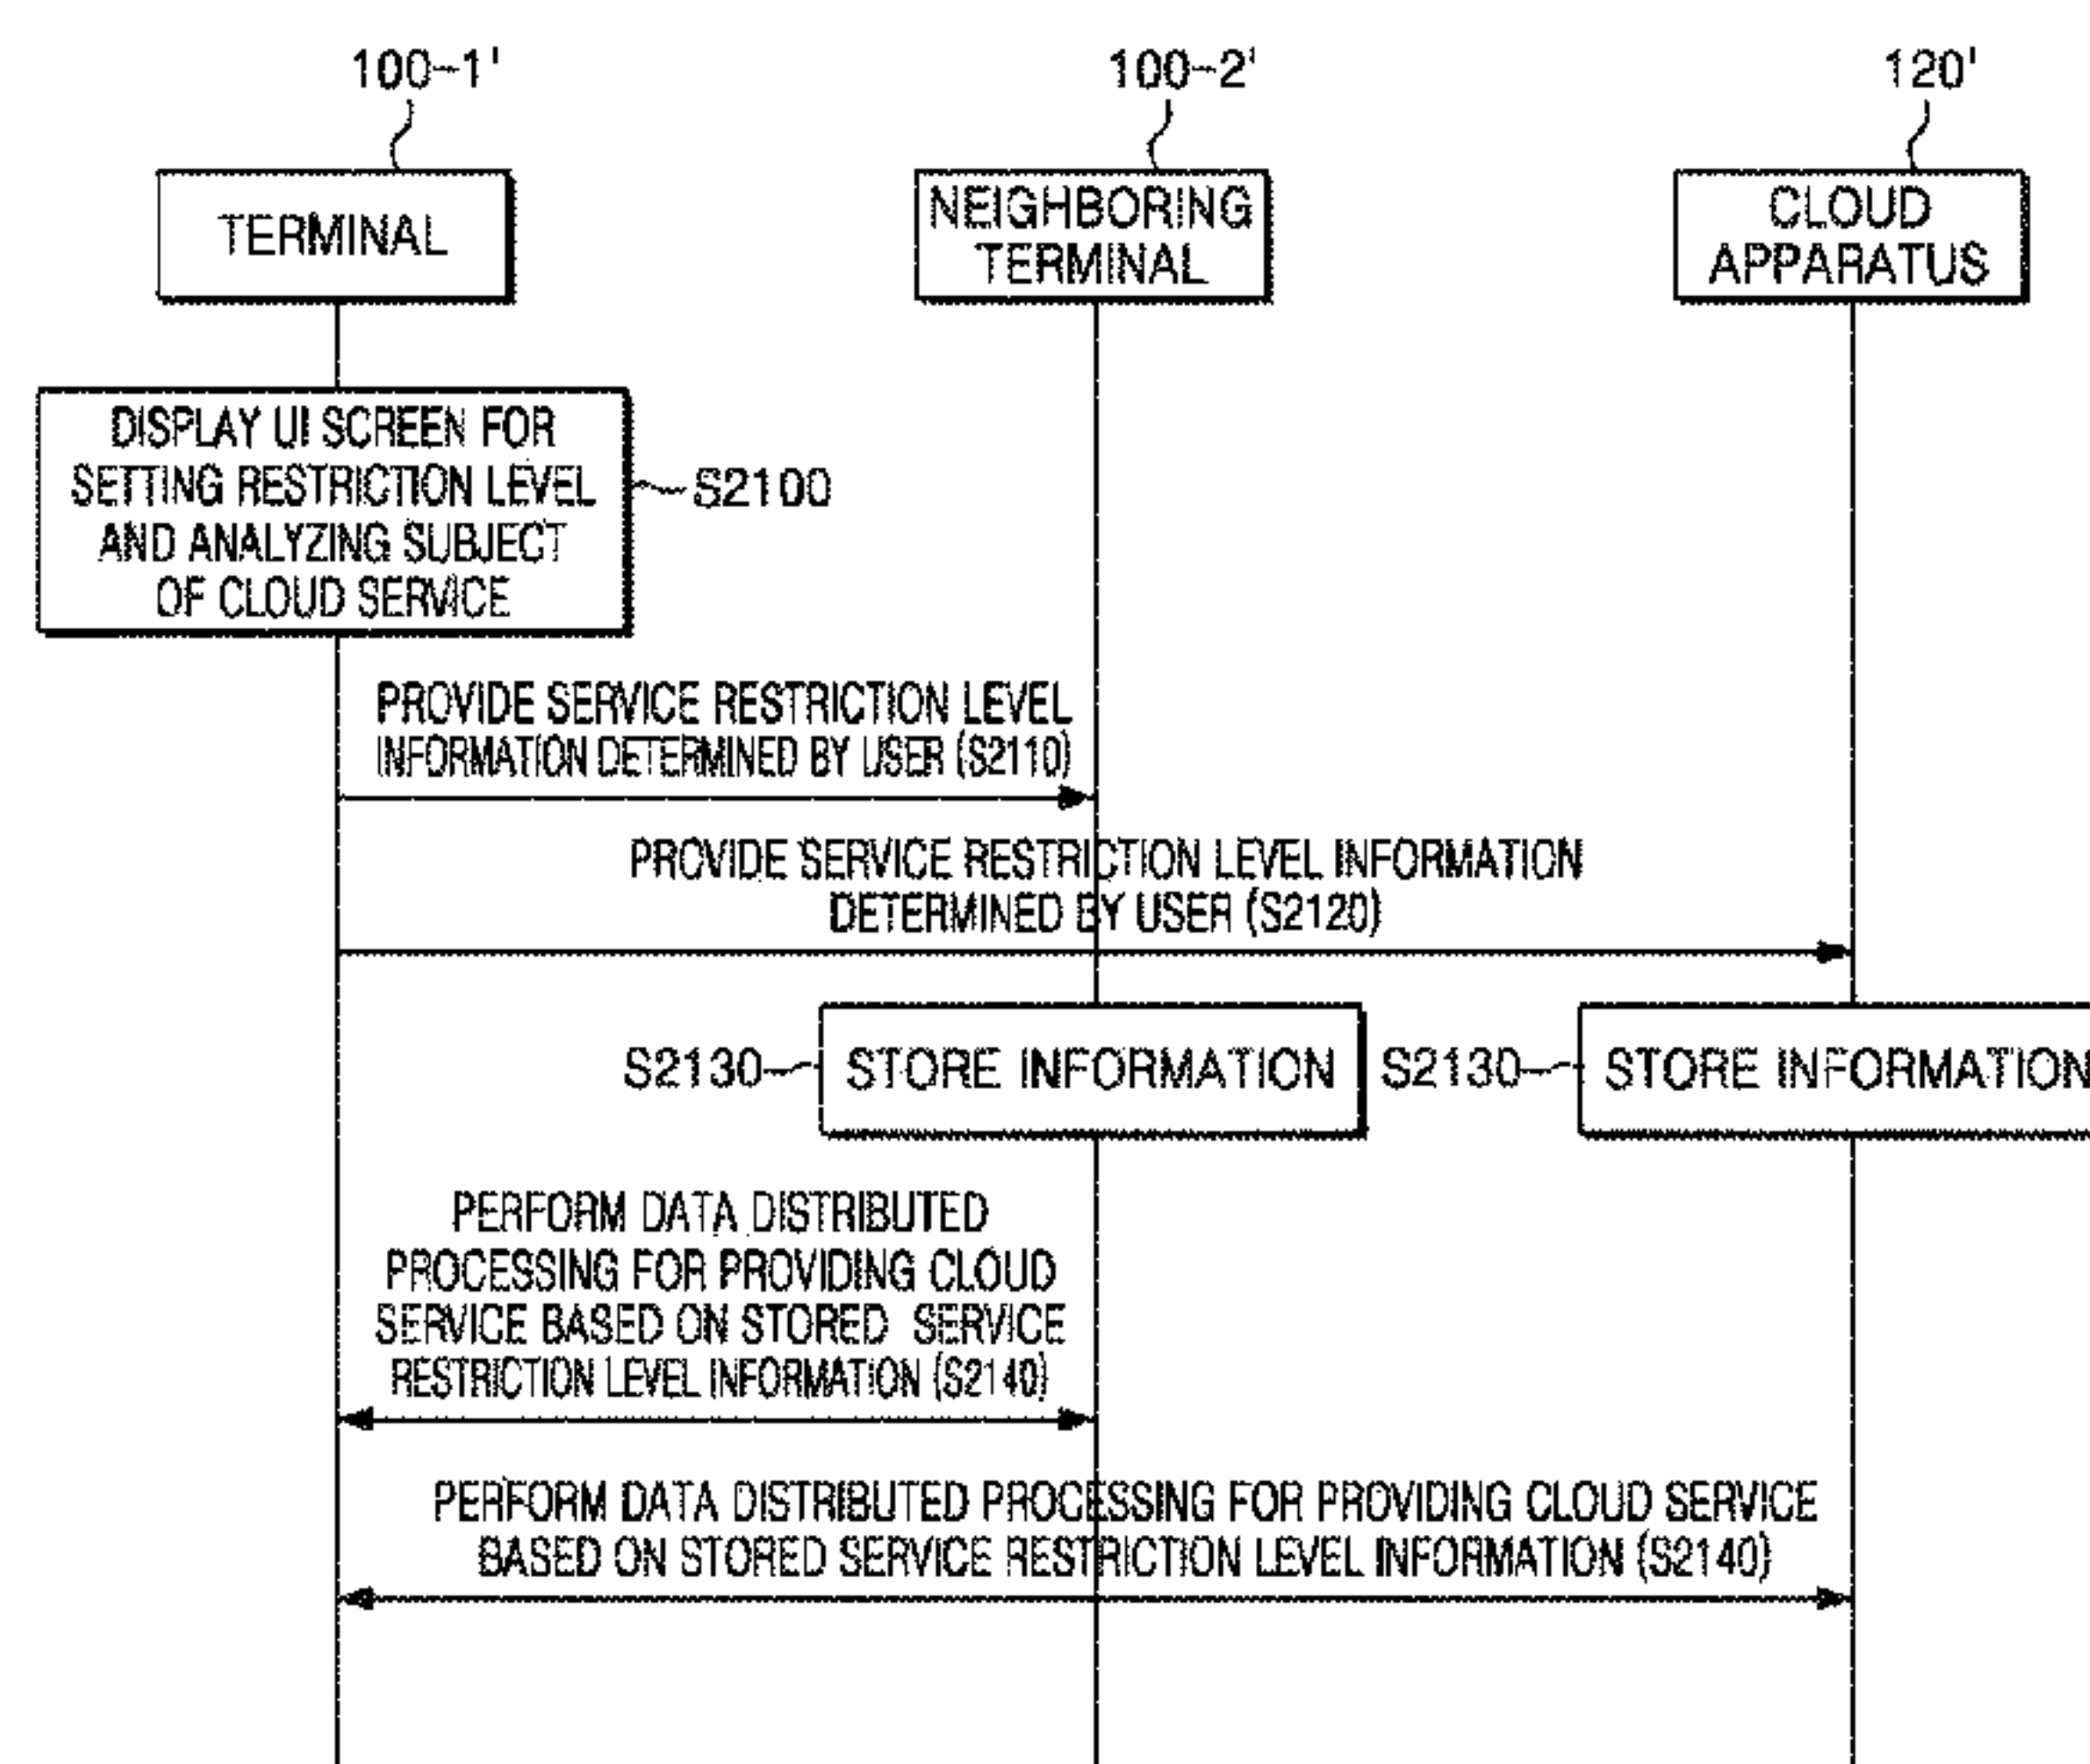 100-1'
100-2'
120'
TERMINAL
NEIGHBORING
TERMINAL
CLOUD
APPARATUS
DISPLAY UI SCREEN FOR
SETTING RESTRICTION LEVEL
AND ANALYZING SUBJECT
OF CLOUD SERVICE
S2100
PROVIDE SERVICE RESTRICTION LEVEL
INFORMATION DETERMINED BY USER (S2110)
PROVIDE SERVICE RESTRICTION LEVEL INFORMATION
DETERMINED BY USER (S2120)
S2130
STORE INFORMATION
S2130
STORE INFORMATION
PERFORM DATA DISTRIBUTED
PROCESSING FOR PROVIDING CLOUD
SERVICE BASED ON STORED SERVICE
RESTRICTION LEVEL INFORMATION (S2140)
PERFORM DATA DISTRIBUTED PROCESSING FOR PROVIDING CLOUD SERVICE
BASED ON STORED SERVICE RESTRICTION LEVEL INFORMATION (S2140)